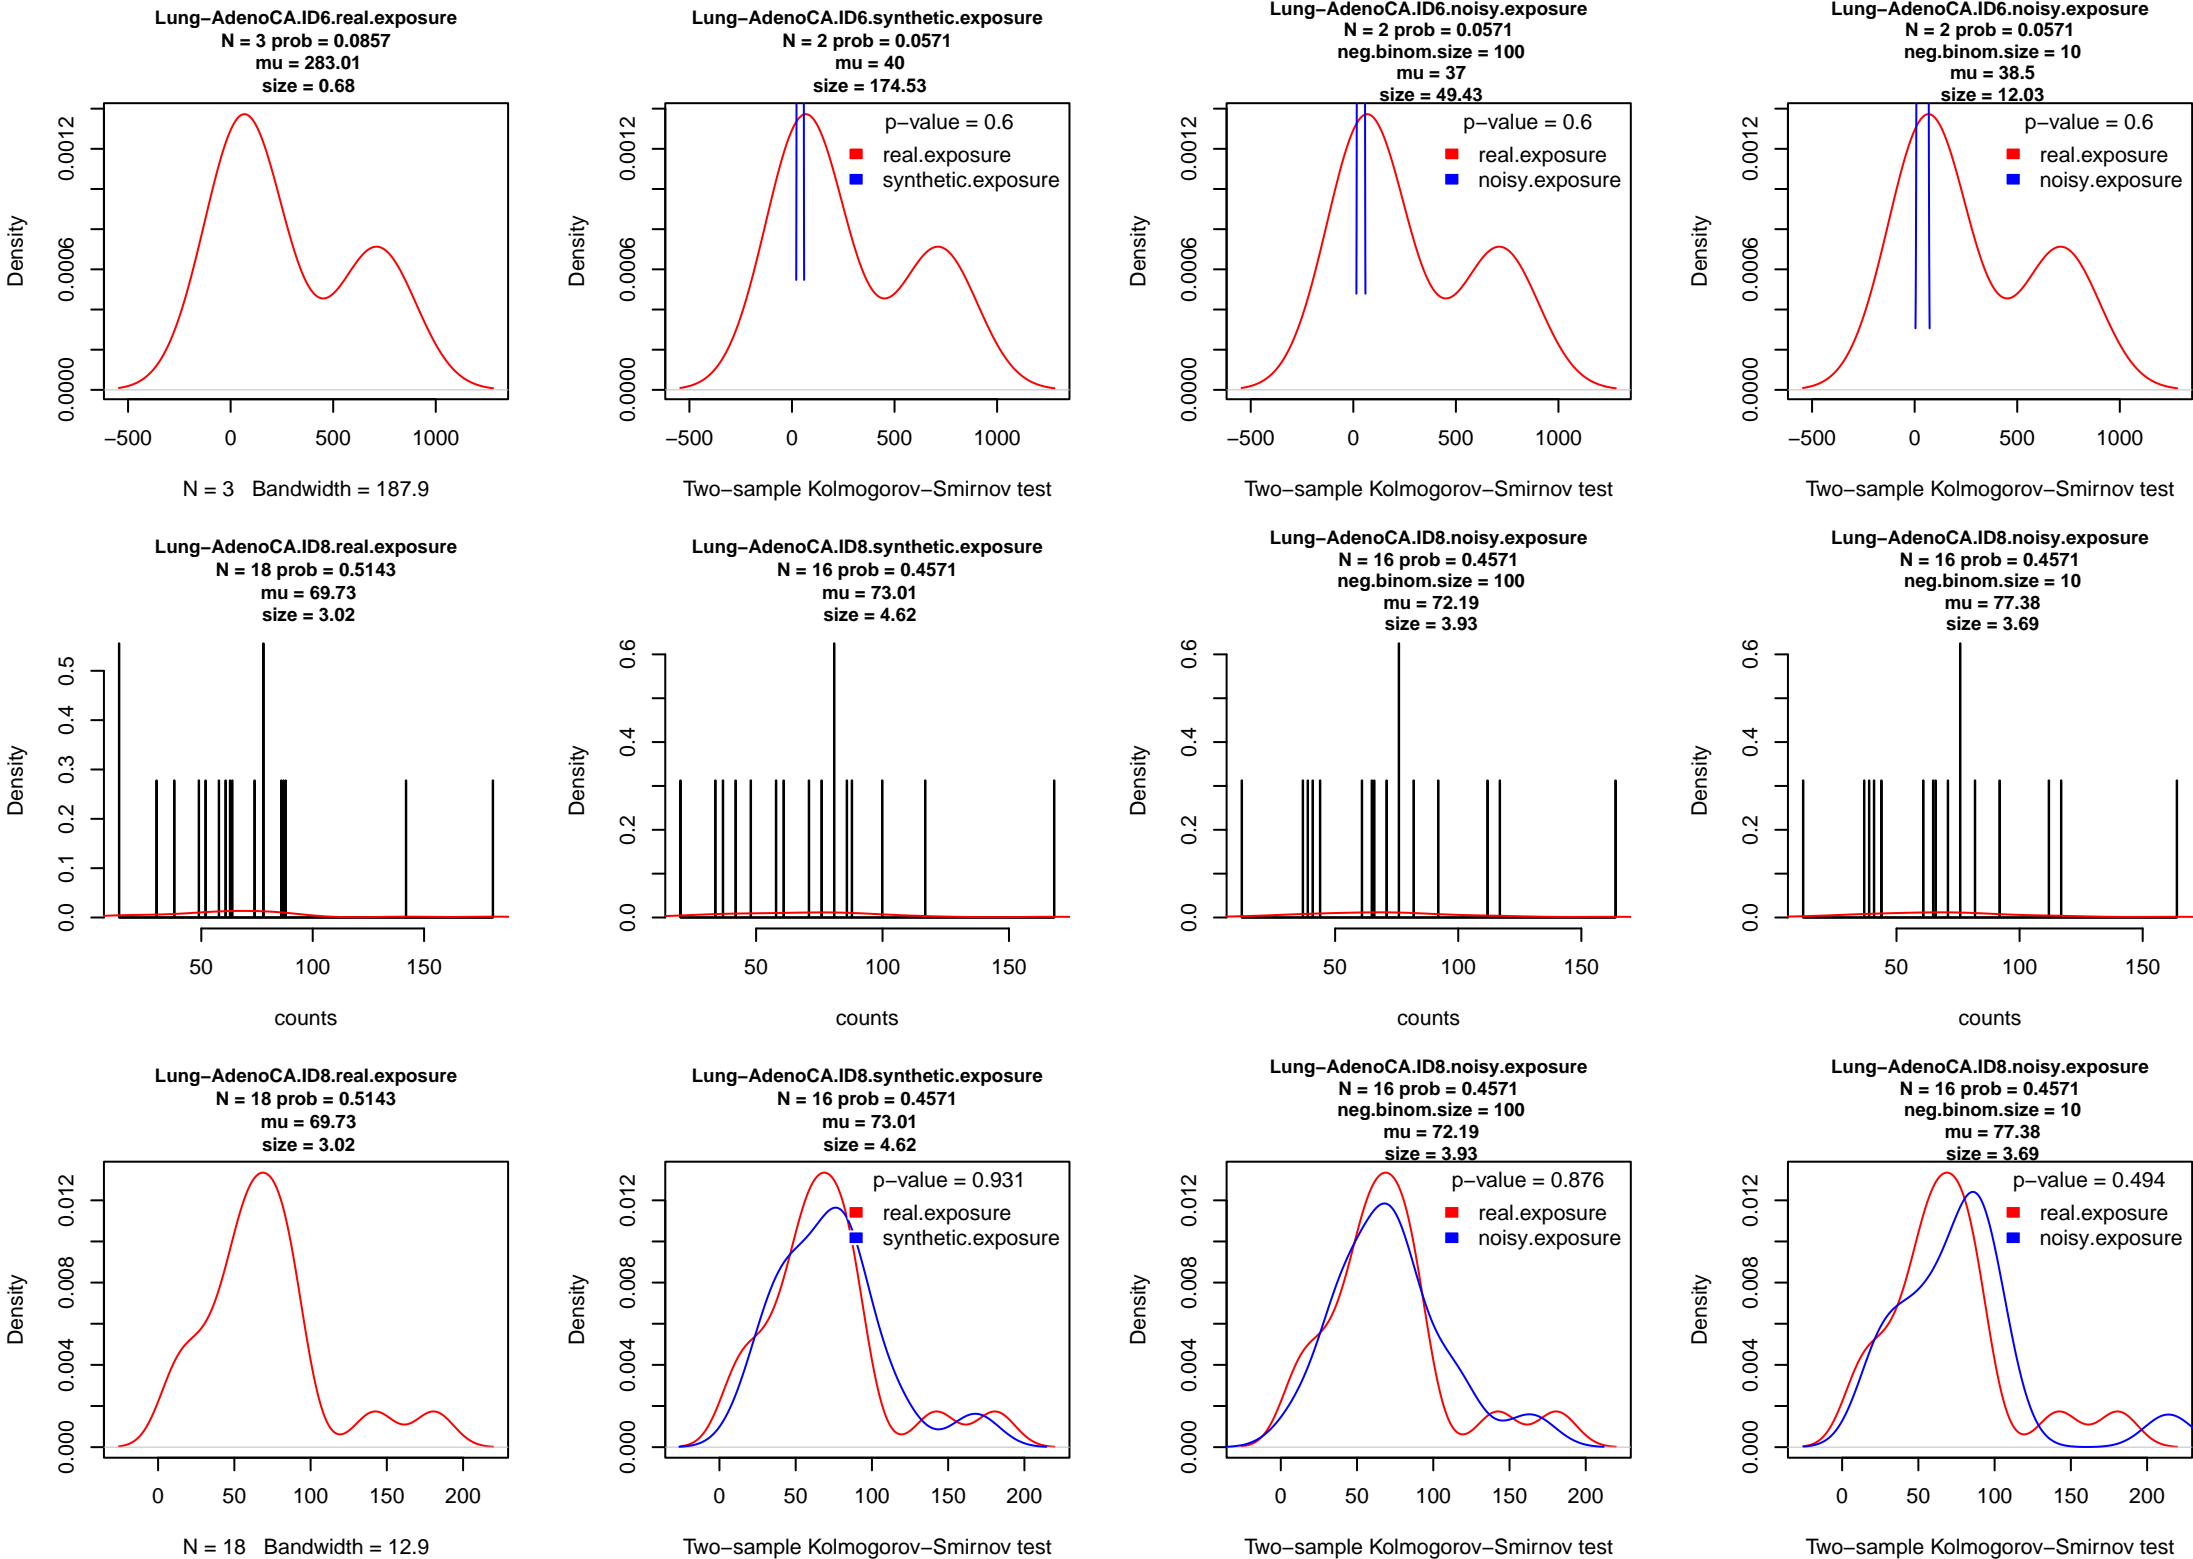 Lung-AdenoCA.ID6.real.exposure
N = 3 prob = 0.0857
mu = 283.01
size = 0.68
Density
0.0000 0.0006 0.0012
-500 0 500 1000
N = 3 Bandwidth = 187.9
Lung-AdenoCA.ID6.synthetic.exposure
N = 2 prob = 0.0571
mu = 40
size = 174.53
p-value = 0.6
real.exposure
synthetic.exposure
Density
0.0000 0.0006 0.0012
-500 0 500 1000
Two-sample Kolmogorov-Smirnov test
Lung-AdenoCA.ID6.noisy.exposure
N = 2 prob = 0.0571
neg.binom.size = 100
mu = 37
size = 49.43
p-value = 0.6
real.exposure
noisy.exposure
Density
0.0000 0.0006 0.0012
-500 0 500 1000
Two-sample Kolmogorov-Smirnov test
Lung-AdenoCA.ID6.noisy.exposure
N = 2 prob = 0.0571
neg.binom.size = 10
mu = 38.5
size = 12.03
p-value = 0.6
real.exposure
noisy.exposure
Density
0.0000 0.0006 0.0012
-500 0 500 1000
Two-sample Kolmogorov-Smirnov test
Lung-AdenoCA.ID8.real.exposure
N = 18 prob = 0.5143
mu = 69.73
size = 3.02
Density
0.0 0.1 0.2 0.3 0.4 0.5
50 100 150
counts
Lung-AdenoCA.ID8.synthetic.exposure
N = 16 prob = 0.4571
mu = 73.01
size = 4.62
Density
0.0 0.2 0.4 0.6
50 100 150
counts
Lung-AdenoCA.ID8.noisy.exposure
N = 16 prob = 0.4571
neg.binom.size = 100
mu = 72.19
size = 3.93
Density
0.0 0.2 0.4 0.6
50 100 150
counts
Lung-AdenoCA.ID8.noisy.exposure
N = 16 prob = 0.4571
neg.binom.size = 10
mu = 77.38
size = 3.69
Density
0.0 0.2 0.4 0.6
50 100 150
counts
Lung-AdenoCA.ID8.real.exposure
N = 18 prob = 0.5143
mu = 69.73
size = 3.02
Density
0.000 0.004 0.008 0.012
0 50 100 150 200
N = 18 Bandwidth = 12.9
Lung-AdenoCA.ID8.synthetic.exposure
N = 16 prob = 0.4571
mu = 73.01
size = 4.62
p-value = 0.931
real.exposure
synthetic.exposure
Density
0.000 0.004 0.008 0.012
0 50 100 150 200
Two-sample Kolmogorov-Smirnov test
Lung-AdenoCA.ID8.noisy.exposure
N = 16 prob = 0.4571
neg.binom.size = 100
mu = 72.19
size = 3.93
p-value = 0.876
real.exposure
noisy.exposure
Density
0.000 0.004 0.008 0.012
0 50 100 150 200
Two-sample Kolmogorov-Smirnov test
Lung-AdenoCA.ID8.noisy.exposure
N = 16 prob = 0.4571
neg.binom.size = 10
mu = 77.38
size = 3.69
p-value = 0.494
real.exposure
noisy.exposure
Density
0.000 0.004 0.008 0.012
0 50 100 150 200
Two-sample Kolmogorov-Smirnov test